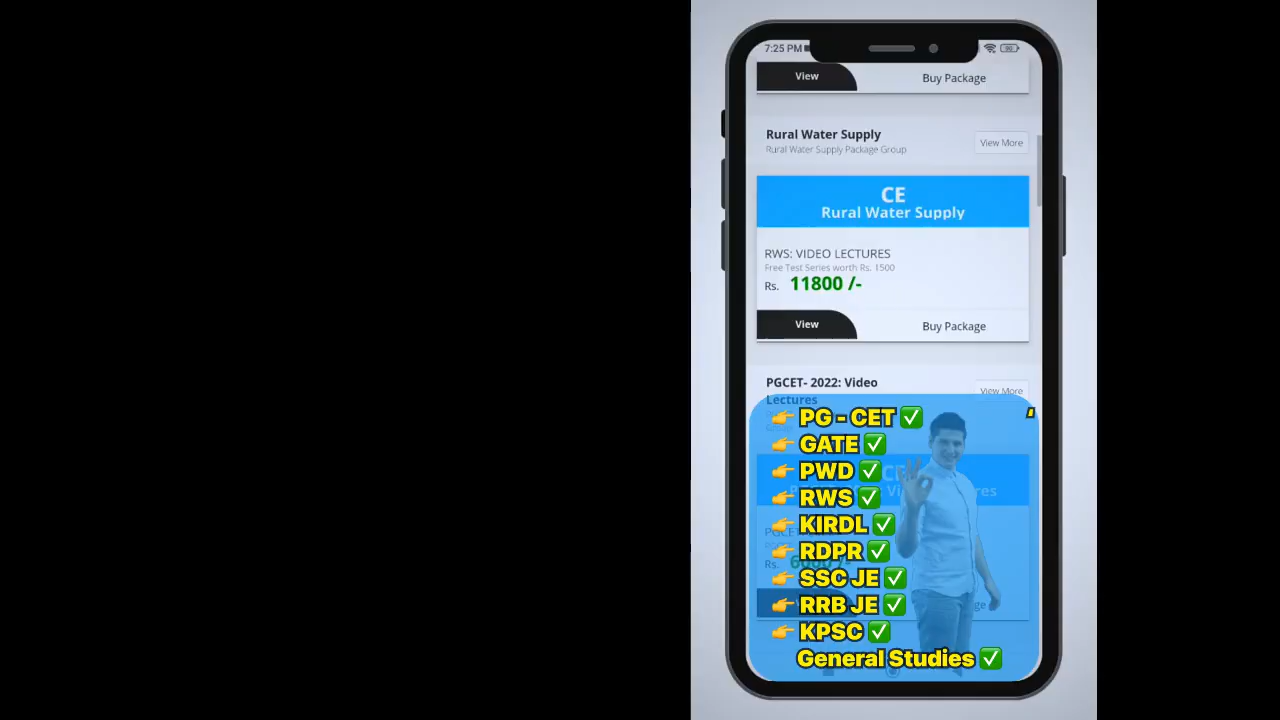 7:25 PM
90
View
Buy Package
Rural Water Supply
Rural Water Supply Package Group
View More
CE
Rural Water Supply
RWS: VIDEO LECTURES
Free Test Series worth Rs. 1500
Rs. 11800 /-
View
Buy Package
PGCET- 2022: Video
Lectures
View More
👉 PG - CET ✅
👉 GATE ✅
👉 PWD ✅
👉 RWS ✅
👉 KIRDL ✅
👉 RDPR ✅
Rs.
👉 SSC JE ✅
👉 RRB JE ✅
👉 KPSC ✅
General Studies ✅